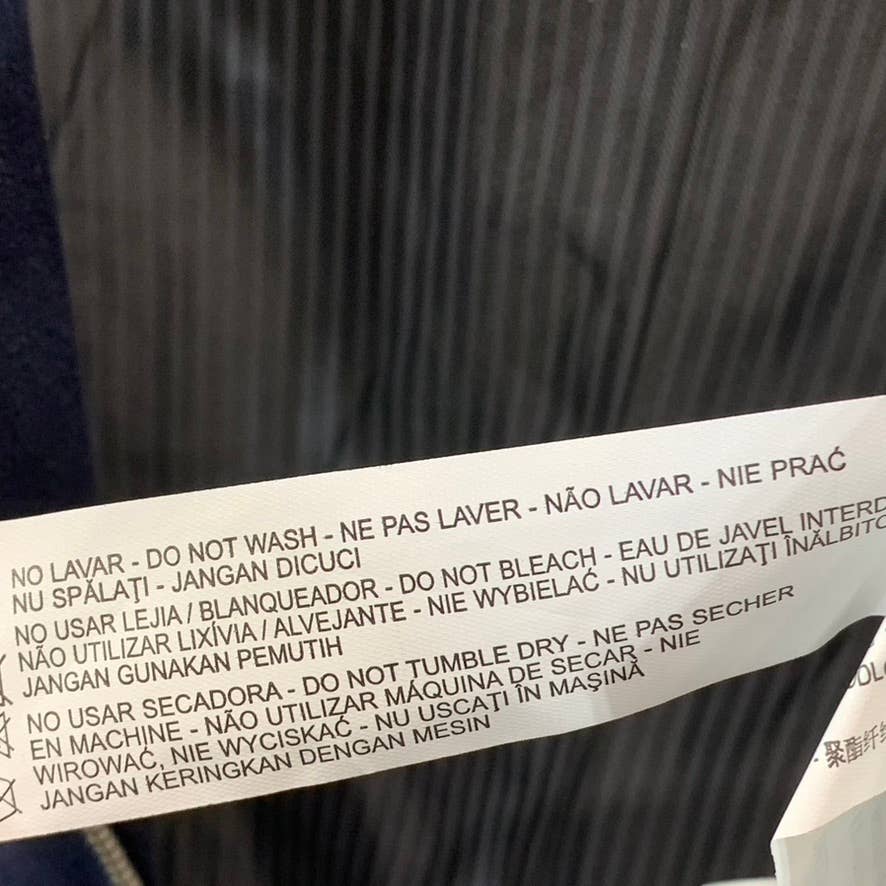 NO LAVAR - DO NOT WASH - NE PAS LAVER - NÃO LAVAR - NIE PRAĆ
NU SPĂLAŢI - JANGAN DICUCI
NO USAR LEJIA / BLANQUEADOR - DO NOT BLEACH - EAU DE JAVEL
NÃO UTILIZAR LIXÍVIA / ALVEJANTE - NIE WYBIELAĆ - NU UTILIZAŢI
JANGAN GUNAKAN PEMUTIH
NO USAR SECADORA - DO NOT TUMBLE DRY - NE PAS SECHER
EN MACHINE - NÃO UTILIZAR MÁQUINA DE SECAR - NIE
WIROWAĆ, NIE WYCISKAĆ - NU USCAŢI ÎN MAŞINĂ
JANGAN KERINGKAN DENGAN MESIN
聚酯纤